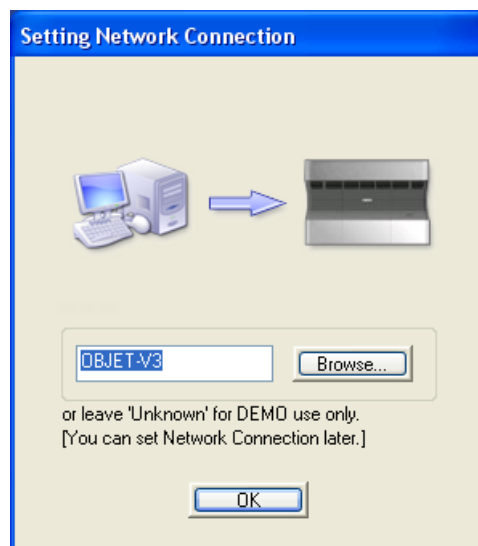 Setting Network Connection
OBJET-V3
Browse...
or leave 'Unknown' for DEMO use only.
[You can set Network Connection later.]
OK